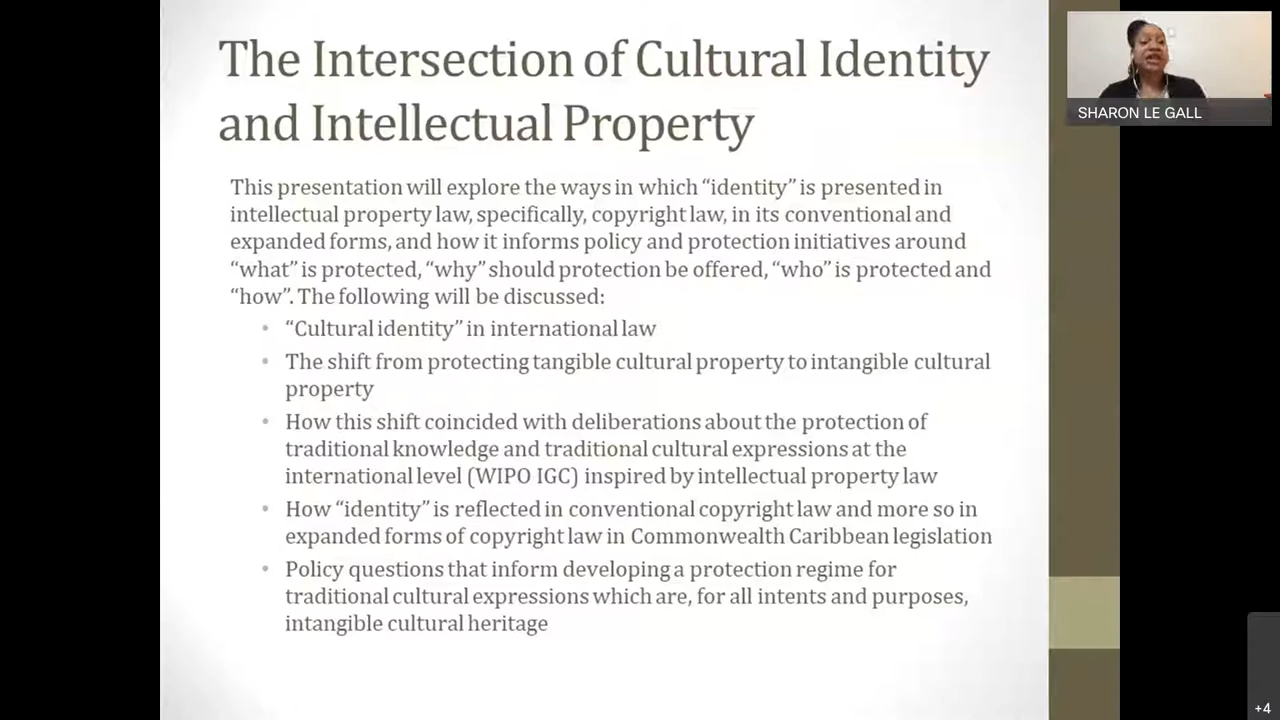 The Intersection of Cultural Identity
and Intellectual Property
This presentation will explore the ways in which “identity” is presented in
intellectual property law, specifically, copyright law, in its conventional and
expanded forms, and how it informs policy and protection initiatives around
“what” is protected, “why” should protection be offered, “who” is protected and
“how”. The following will be discussed:
• “Cultural identity” in international law
• The shift from protecting tangible cultural property to intangible cultural
property
• How this shift coincided with deliberations about the protection of
traditional knowledge and traditional cultural expressions at the
international level (WIPO IGC) inspired by intellectual property law
• How “identity” is reflected in conventional copyright law and more so in
expanded forms of copyright law in Commonwealth Caribbean legislation
• Policy questions that inform developing a protection regime for
traditional cultural expressions which are, for all intents and purposes,
intangible cultural heritage
SHARON LE GALL
+4